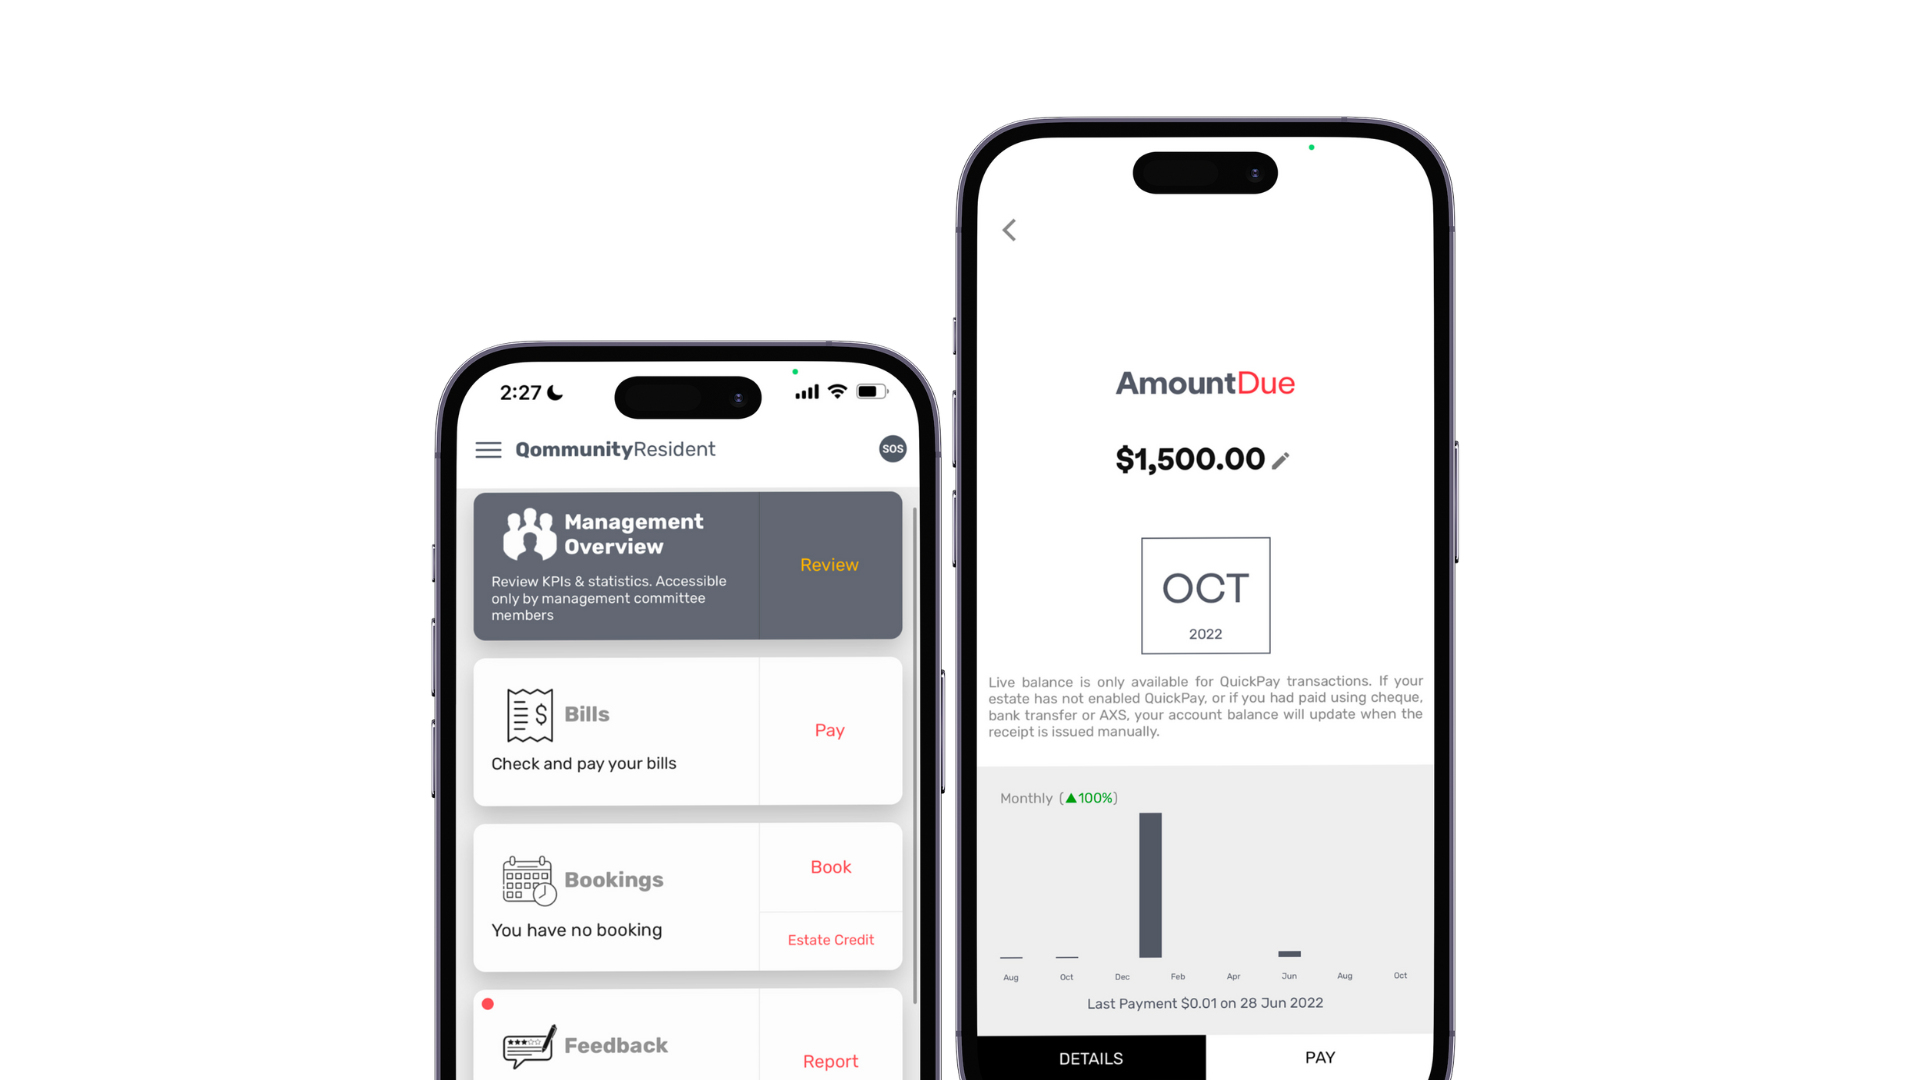 2:27
QommunityResident
SOS
Management
Overview
Review KPIs & statistics. Accessible
only by management committee
members
Review
$
Bills
Check and pay your bills
Pay
Bookings
You have no booking
Book
Estate Credit
Feedback
Report
AmountDue
$1,500.00
OCT
2022
Live balance is only available for QuickPay transactions. If your
estate has not enabled QuickPay, or if you had paid using cheque,
bank transfer or AXS, your account balance will update when the
receipt is issued manually.
Monthly (▲100%)
Aug Oct Dec Feb Apr Jun Aug Oct
Last Payment $0.01 on 28 Jun 2022
DETAILS
PAY